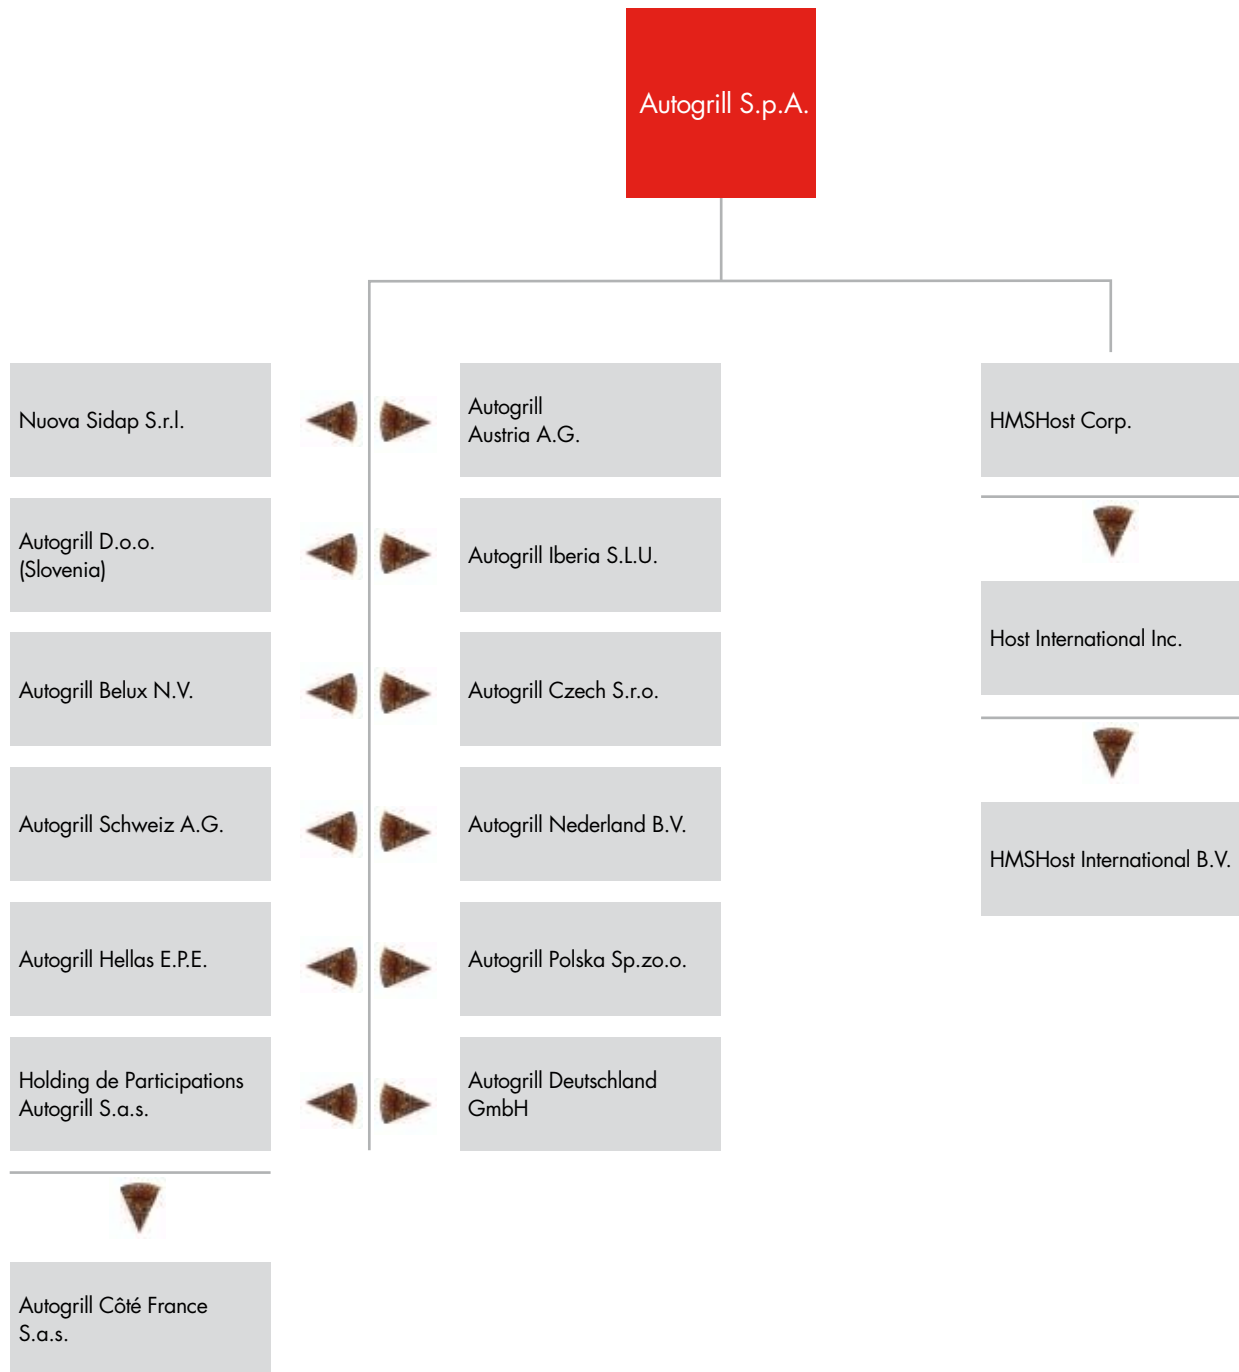 Autogrill S.p.A.
Nuova Sidap S.r.l.
Autogrill
Austria A.G.
HMSHost Corp.
Autogrill D.o.o.
(Slovenia)
Autogrill Iberia S.L.U.
Host International Inc.
Autogrill Belux N.V.
Autogrill Czech S.r.o.
Autogrill Schweiz A.G.
Autogrill Nederland B.V.
HMSHost International B.V.
Autogrill Hellas E.P.E.
Autogrill Polska Sp.zo.o.
Holding de Participations
Autogrill S.a.s.
Autogrill Deutschland
GmbH
Autogrill Côté France
S.a.s.